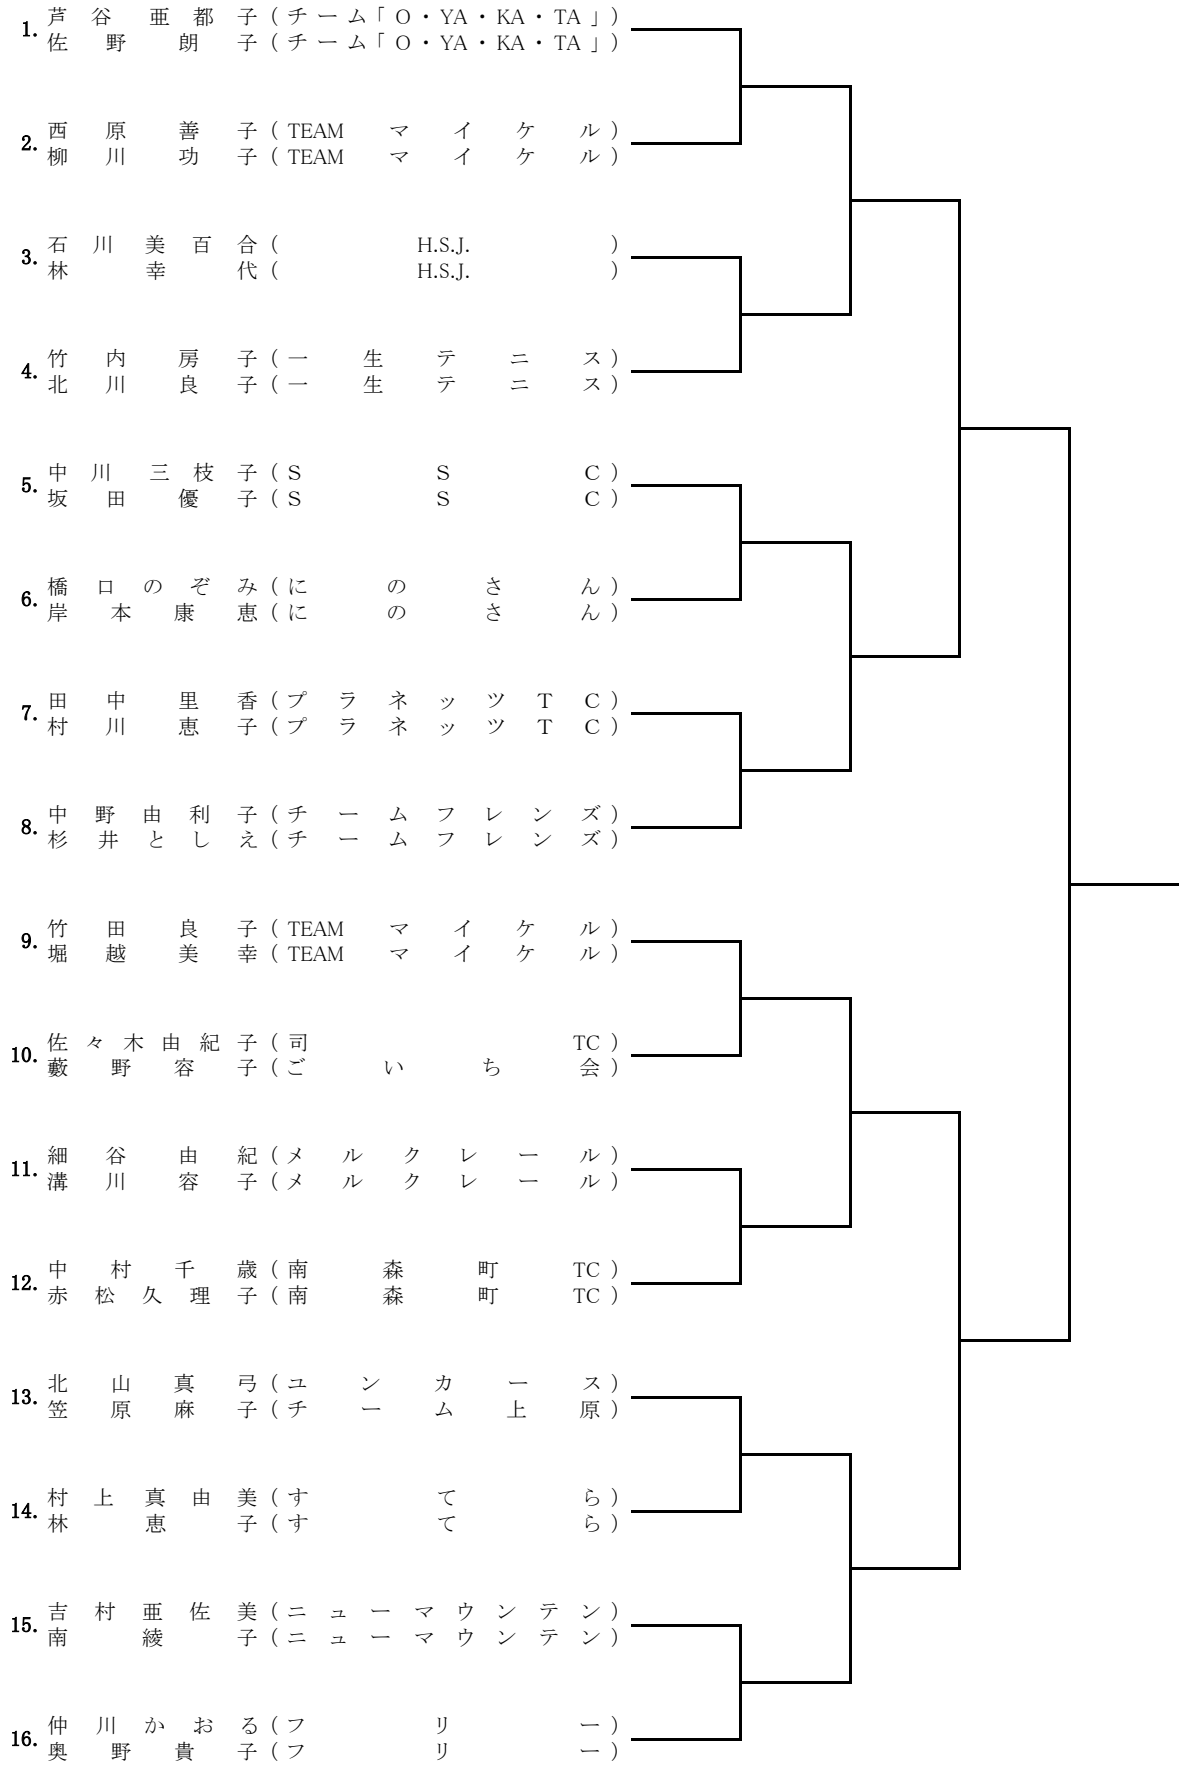 1. 芦谷亜都子(チーム「O・YA・KA・TA」)
佐野朗子(チーム「O・YA・KA・TA」)
2. 西原善子(TEAMマイケル)
柳川功子(TEAMマイケル)
3. 石川美百合(H.S.J.)
林幸代(H.S.J.)
4. 竹内房子(一生テニス)
北川良子(一生テニス)
5. 中川三枝子(SSC)
坂田優子(SSC)
6. 橋口のぞみ(にのさん)
岸本康恵(にのさん)
7. 田中里香(プラネッツTC)
村川恵子(プラネッツTC)
8. 中野由利子(チームフレンズ)
杉井としえ(チームフレンズ)
9. 竹田良子(TEAMマイケル)
堀越美幸(TEAMマイケル)
10. 佐々木由紀子(司TC)
藪野容子(ごいち会)
11. 細谷由紀(メルクレール)
溝川容子(メルクレール)
12. 中村千歳(南森町TC)
赤松久理子(南森町TC)
13. 北山真弓(ユンカース)
笠原麻子(チーム上原)
14. 村上真由美(すてら)
林恵子(すてら)
15. 吉村亜佐美(ニューマウンテン)
南綾子(ニューマウンテン)
16. 仲川かおる(フリー)
奥野貴子(フリー)